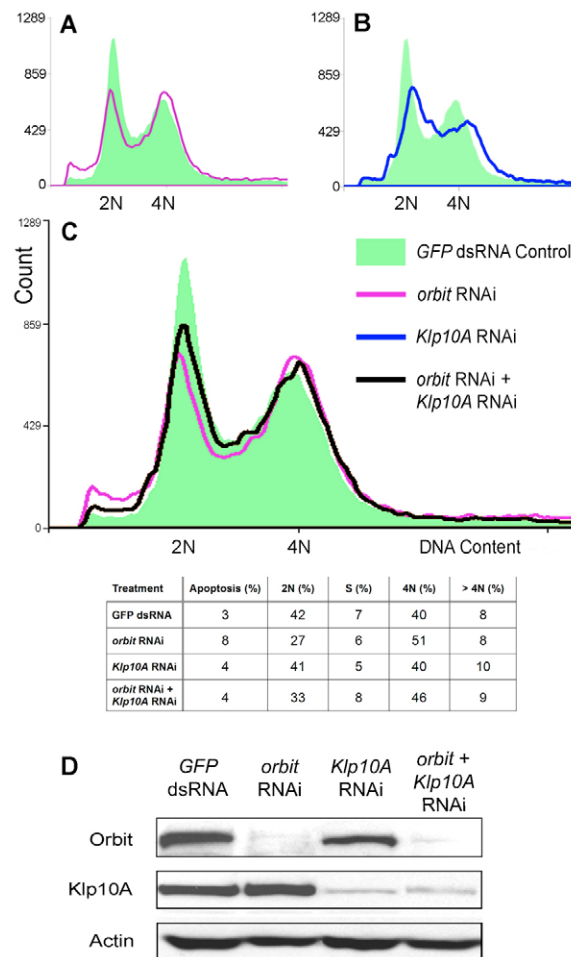 A
1289
859
429
0
2N 4N
B
1289
859
429
0
2N 4N
C
1289
859
429
0
Count
2N 4N DNA Content
GFP dsRNA Control
orbit RNAi
Klp10A RNAi
orbit RNAi +
Klp10A RNAi
Treatment Apoptosis (%) 2N (%) S (%) 4N (%) > 4N (%)
GFP dsRNA 3 42 7 40 8
orbit RNAi 8 27 6 51 8
Klp10A RNAi 4 41 5 40 10
orbit RNAi +
Klp10A RNAi 4 33 8 46 9
D
GFP
dsRNA
orbit
RNAi
Klp10A
RNAi
orbit +
Klp10A
RNAi
Orbit
Klp10A
Actin